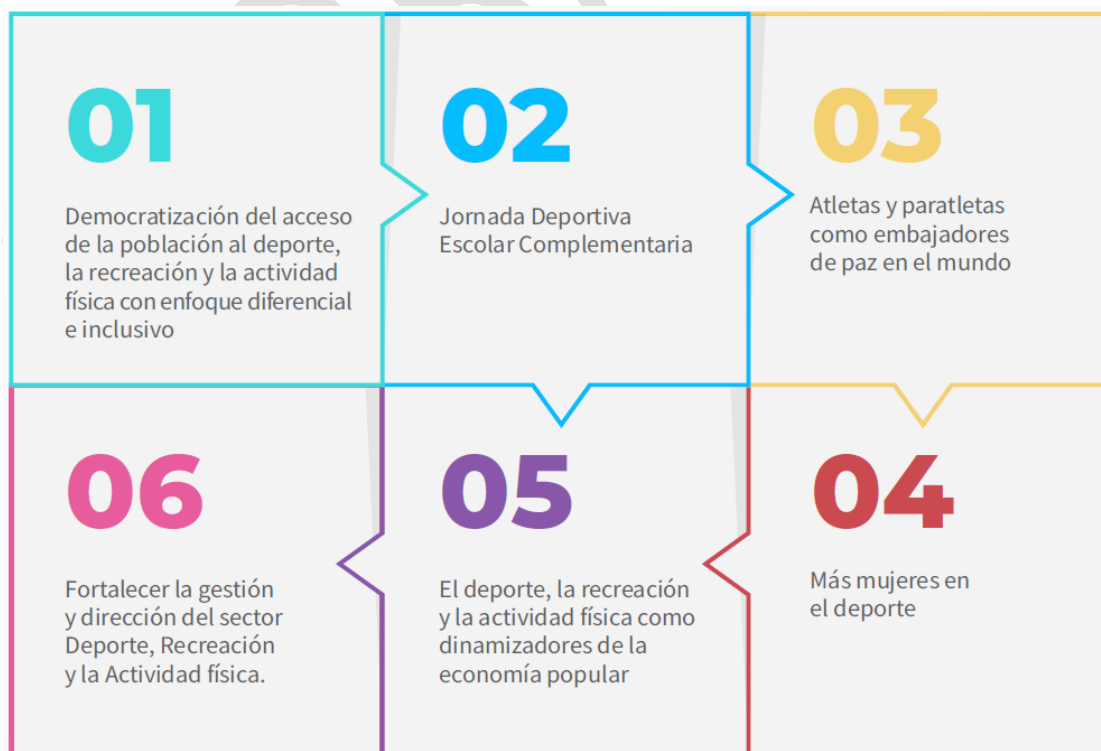 01
Democratización del acceso
de la población al deporte,
la recreación y la actividad
física con enfoque diferencial
e inclusivo
02
Jornada Deportiva
Escolar Complementaria
03
Atletas y paratletas
como embajadores
de paz en el mundo
04
Más mujeres en
el deporte
05
El deporte, la recreación
y la actividad física como
dinamizadores de la
economía popular
06
Fortalecer la gestión
y dirección del sector
Deporte, Recreación
y la Actividad física.